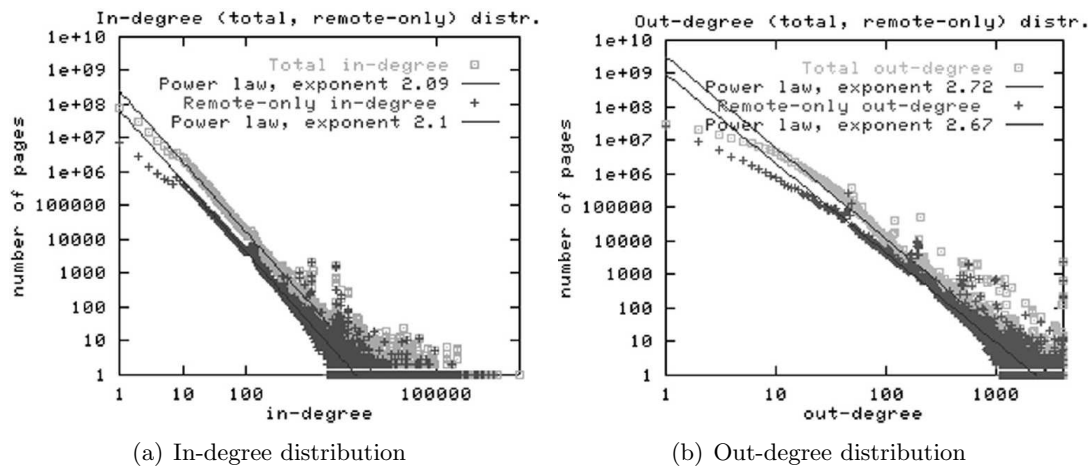 In-degree (total, remote-only) distr.
1e+10
1e+09
1e+08
1e+07
1e+06
100000
10000
1000
100
10
1
number of pages
Total in-degree
Power law, exponent 2.09
Remote-only in-degree
Power law, exponent 2.1
1 10 100 100000
in-degree
(a) In-degree distribution
Out-degree (total, remote-only) distr.
1e+10
1e+09
1e+08
1e+07
1e+06
100000
10000
1000
100
10
1
number of pages
Total out-degree
Power law, exponent 2.72
Remote-only out-degree
Power law, exponent 2.67
1 10 100 1000
out-degree
(b) Out-degree distribution